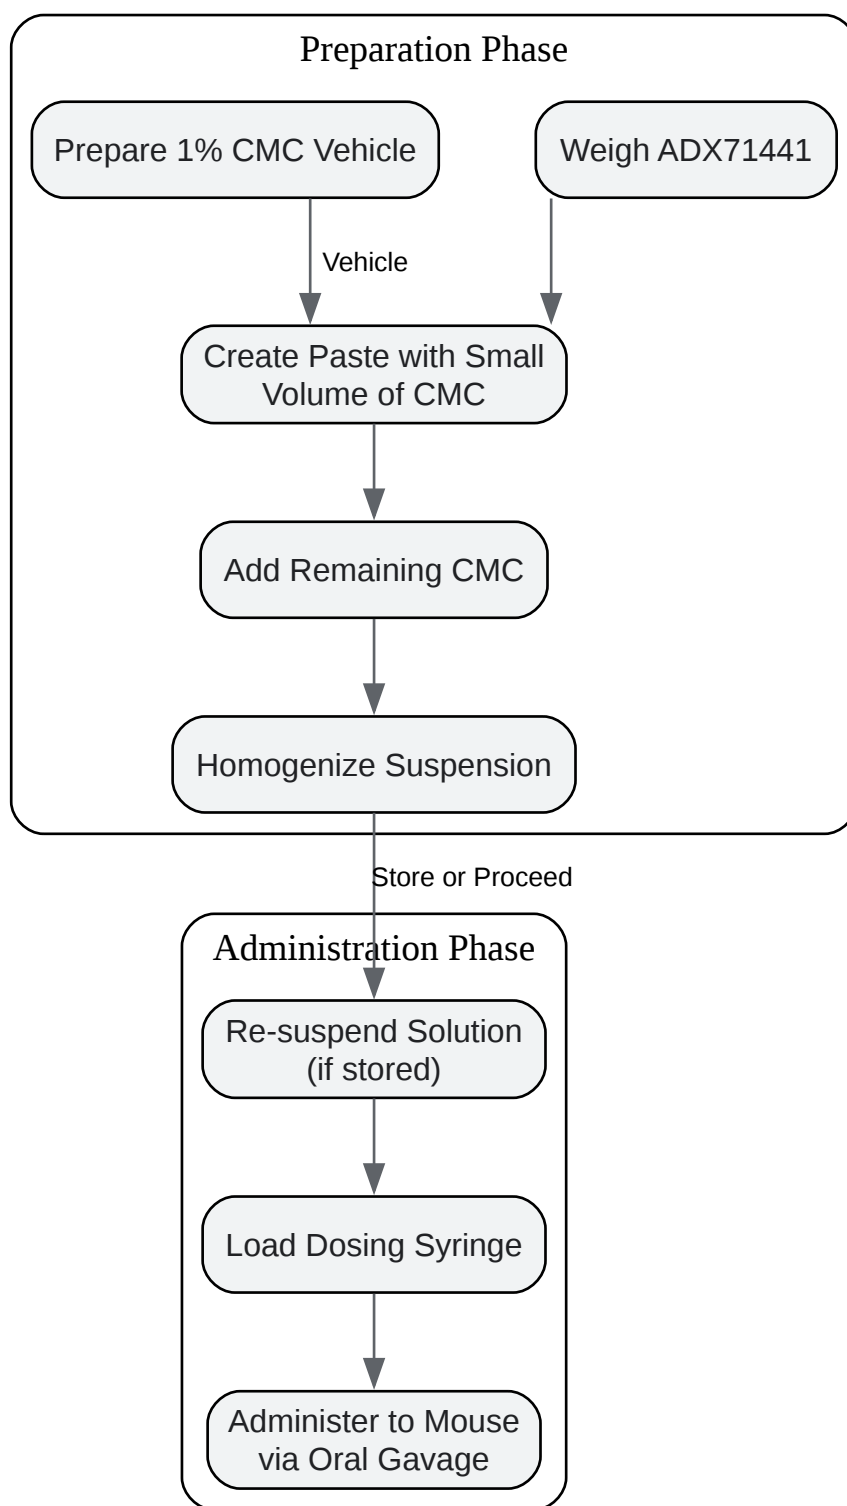 Preparation Phase
Prepare 1% CMC Vehicle
Weigh ADX71441
Vehicle
Create Paste with Small
Volume of CMC
Add Remaining CMC
Homogenize Suspension
Store or Proceed
Administration Phase
Re-suspend Solution
(if stored)
Load Dosing Syringe
Administer to Mouse
via Oral Gavage